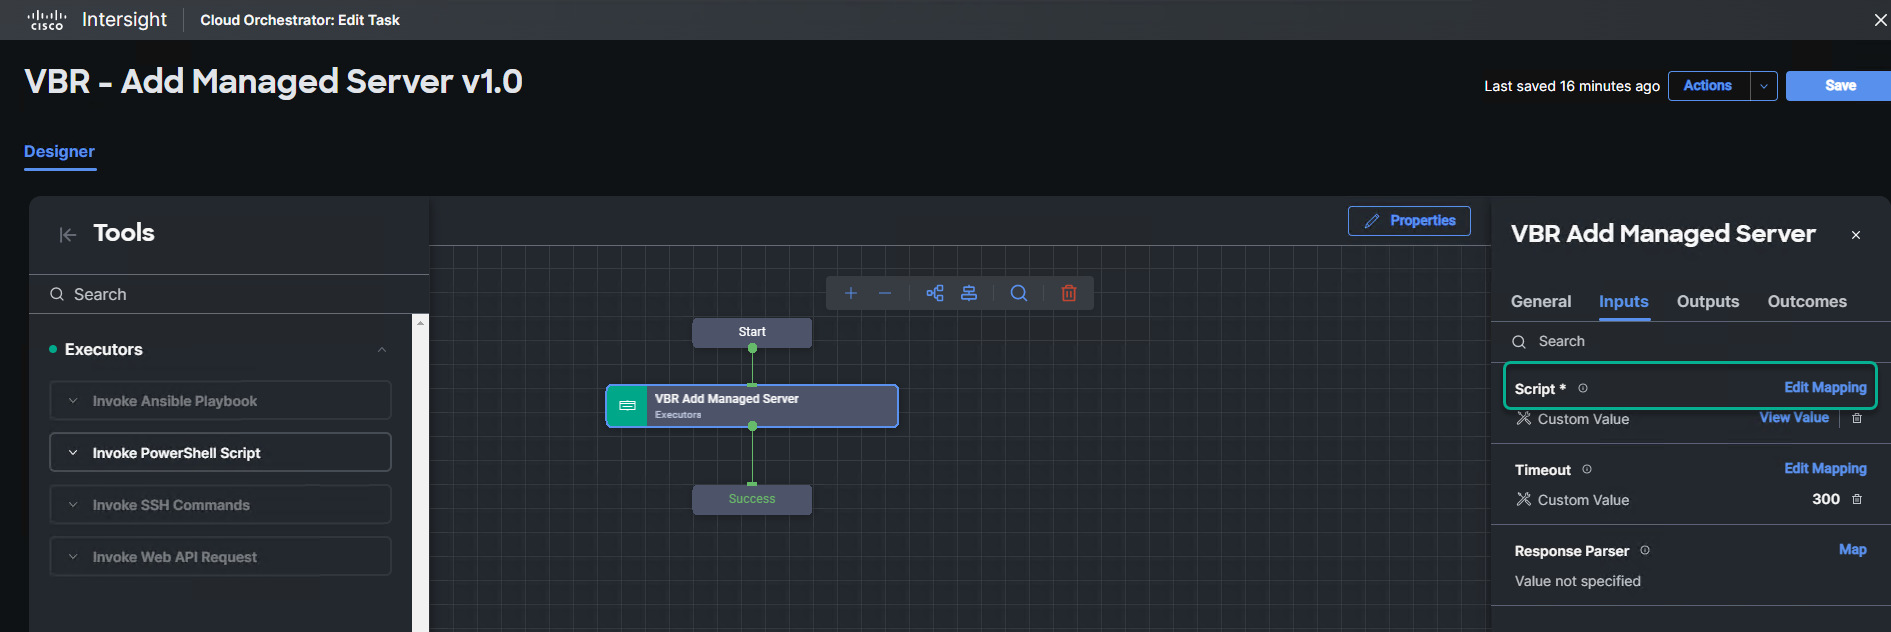 cisco Intersight Cloud Orchestrator: Edit Task
VBR - Add Managed Server v1.0
Last saved 16 minutes ago Actions Save
Designer
Tools
Search
Executors
Invoke Ansible Playbook
Invoke PowerShell Script
Invoke SSH Commands
Invoke Web API Request
Properties
Start
VBR Add Managed Server
Executors
Success
VBR Add Managed Server
General Inputs Outputs Outcomes
Search
Script * Edit Mapping
Custom Value View Value
Timeout Edit Mapping
Custom Value 300
Response Parser Map
Value not specified